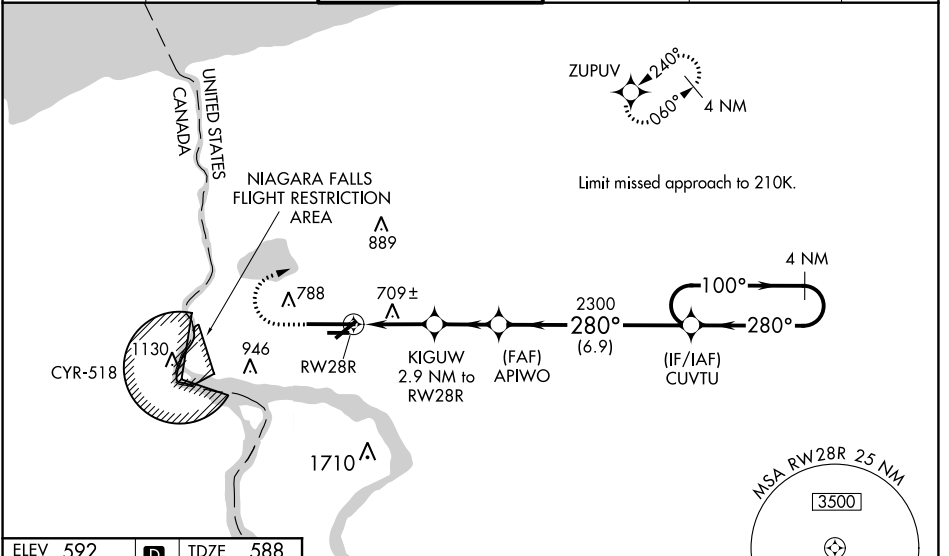 UNITED STATES
CANADA
ZUPUV
240°
060°
4 NM
NIAGARA FALLS
FLIGHT RESTRICTION
AREA
Limit missed approach to 210K.
889
4 NM
788
709±
2300
100°
280°
280°
(6.9)
1130
946
CYR-518
RW28R
KIGUW
2.9 NM to
RW28R
(FAF)
APIWO
(IF/IAF)
CUVTU
1710
MSA RW28R 25 NM
3500
ELEV 592
D
TDZE 588